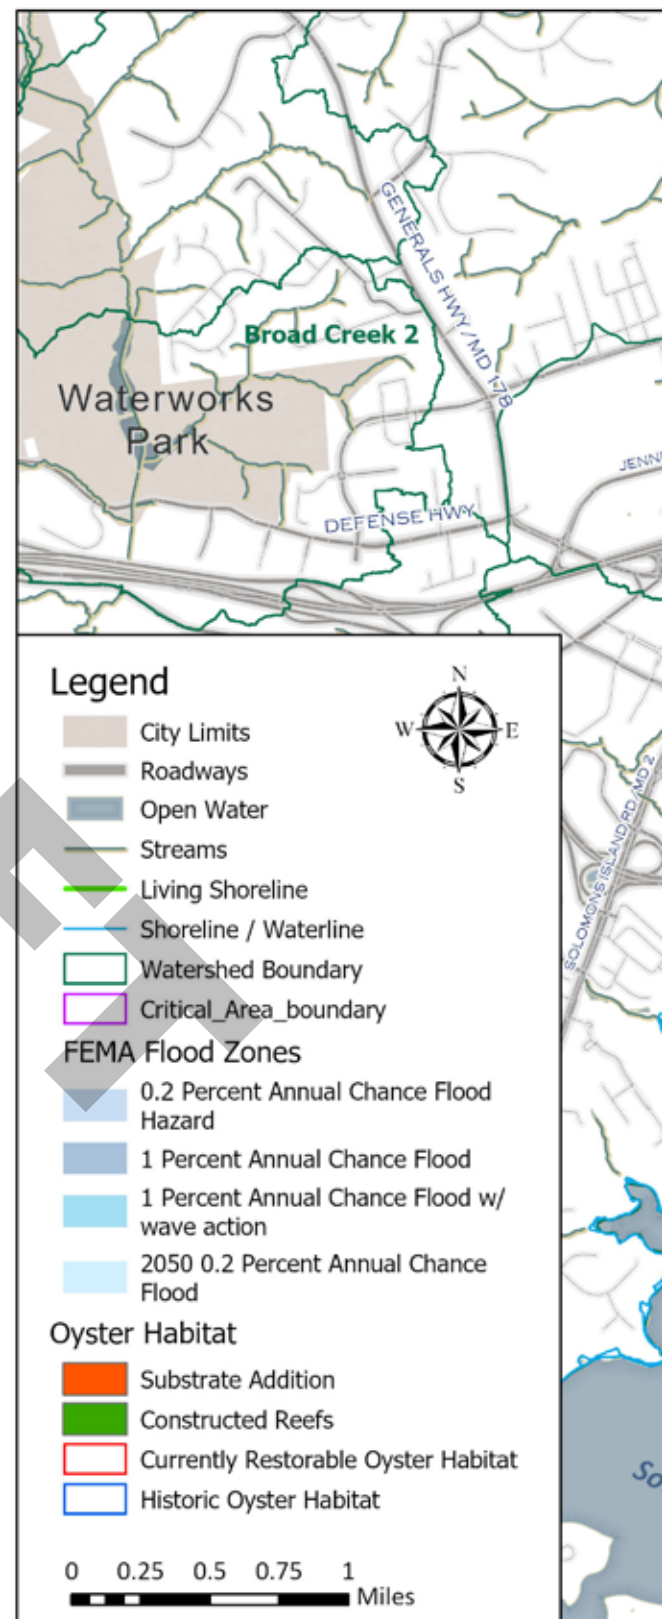 GENERALS HWY / MD 178
Broad Creek 2
Waterworks
Park
DEFENSE HWY
Legend
N
W E
S
City Limits
Roadways
Open Water
Streams
Living Shoreline
Shoreline / Waterline
Watershed Boundary
Critical_Area_boundary
FEMA Flood Zones
0.2 Percent Annual Chance Flood
Hazard
1 Percent Annual Chance Flood
1 Percent Annual Chance Flood w/
wave action
2050 0.2 Percent Annual Chance
Flood
Oyster Habitat
Substrate Addition
Constructed Reefs
Currently Restorable Oyster Habitat
Historic Oyster Habitat
0 0.25 0.5 0.75 1
Miles
SOLOMONS ISLAND RD / MD 2